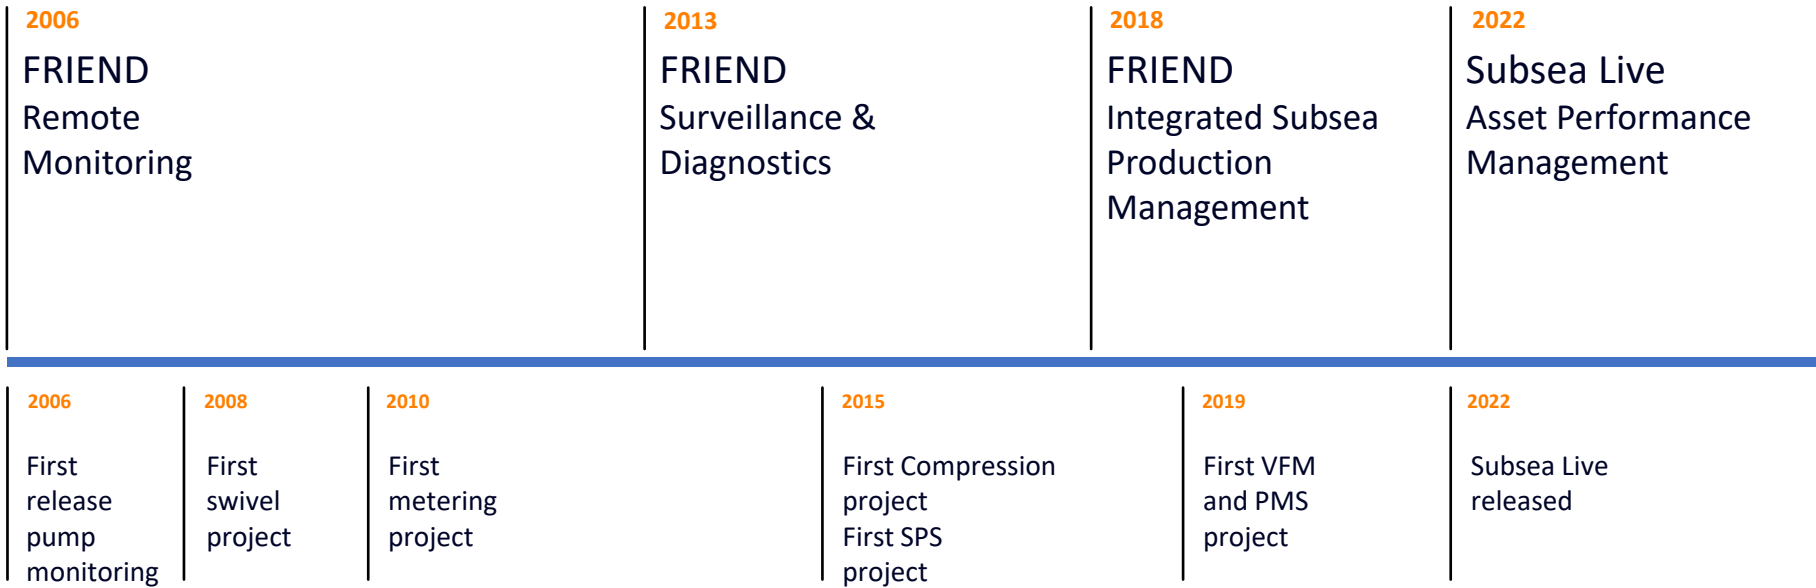 2006
FRIEND
Remote
Monitoring
2013
FRIEND
Surveillance &
Diagnostics
2018
FRIEND
Integrated Subsea
Production
Management
2022
Subsea Live
Asset Performance
Management
2006
First
release
pump
monitoring
2008
First
swivel
project
2010
First
metering
project
2015
First Compression
project
First SPS
project
2019
First VFM
and PMS
project
2022
Subsea Live
released